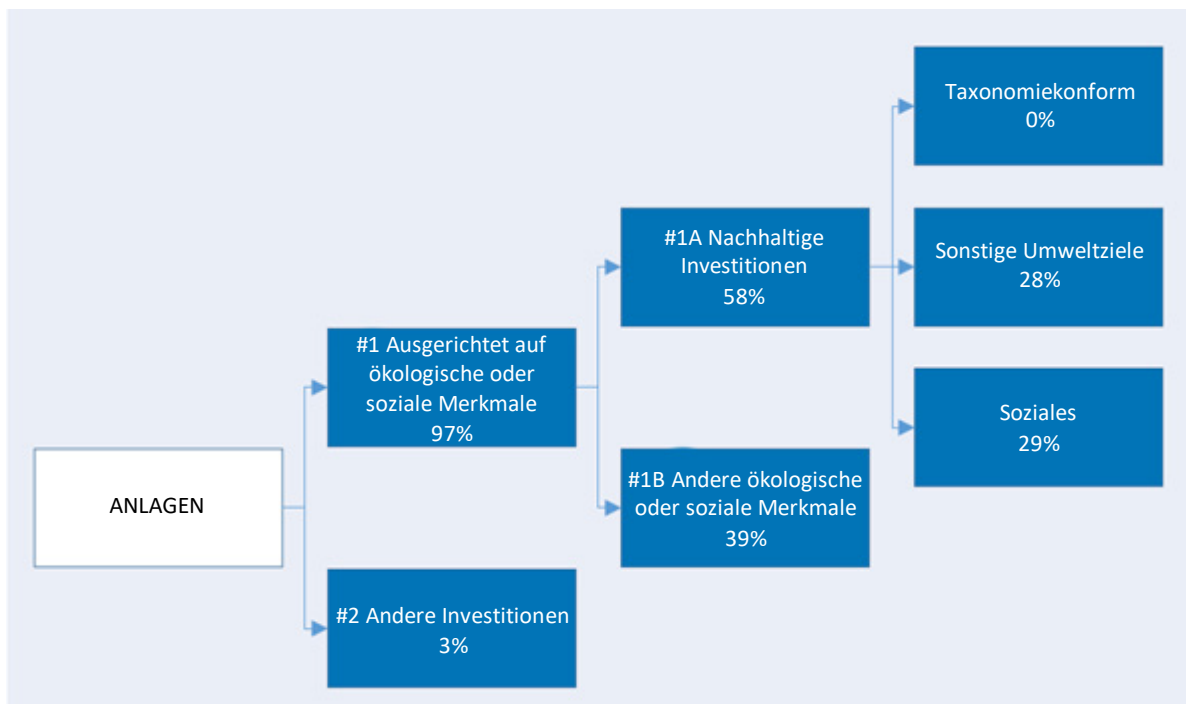 Taxonomiekonform
0%
#1A Nachhaltige
Investitionen
58%
Sonstige Umweltziele
28%
#1 Ausgerichtet auf
ökologische oder
soziale Merkmale
97%
Soziales
29%
ANLAGEN
#1B Andere ökologische
oder soziale Merkmale
39%
#2 Andere Investitionen
3%